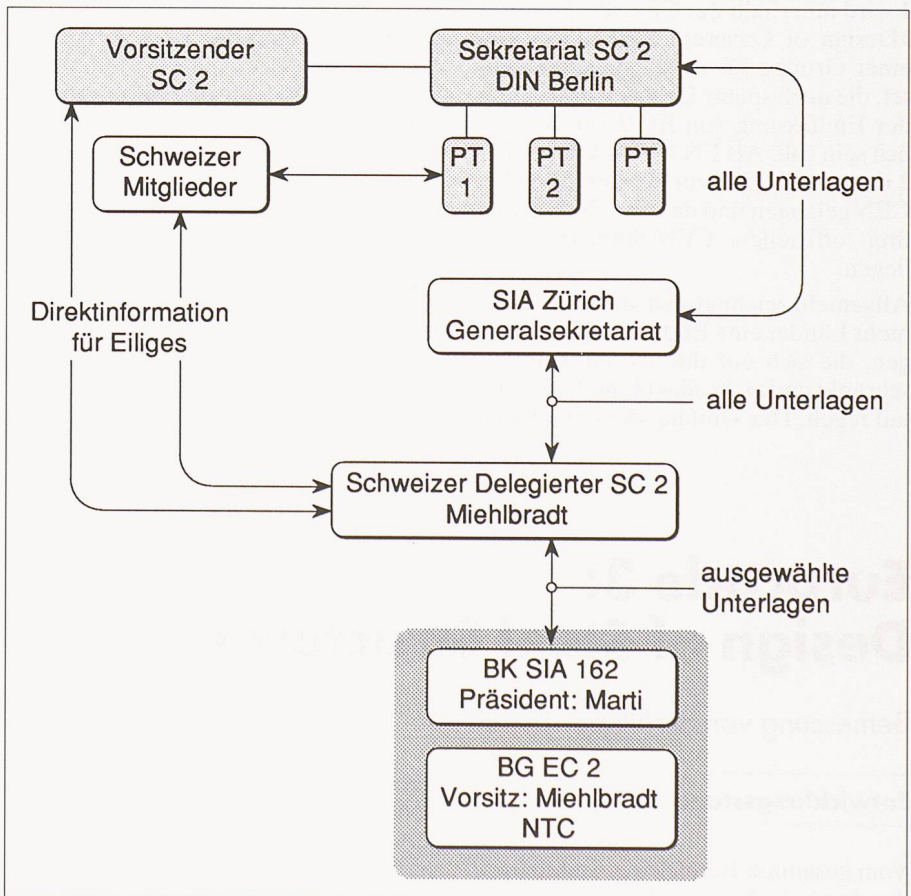 Vorsitzender
SC 2
Sekretariat SC 2
DIN Berlin
Schweizer
Mitglieder
PT
1
PT
2
PT
alle Unterlagen
Direktinformation
für Eiliges
SIA Zürich
Generalsekretariat
alle Unterlagen
Schweizer Delegierter SC 2
Miehlbradt
ausgewählte
Unterlagen
BK SIA 162
Präsident: Marti
BG EC 2
Vorsitz: Miehlbradt
NTC